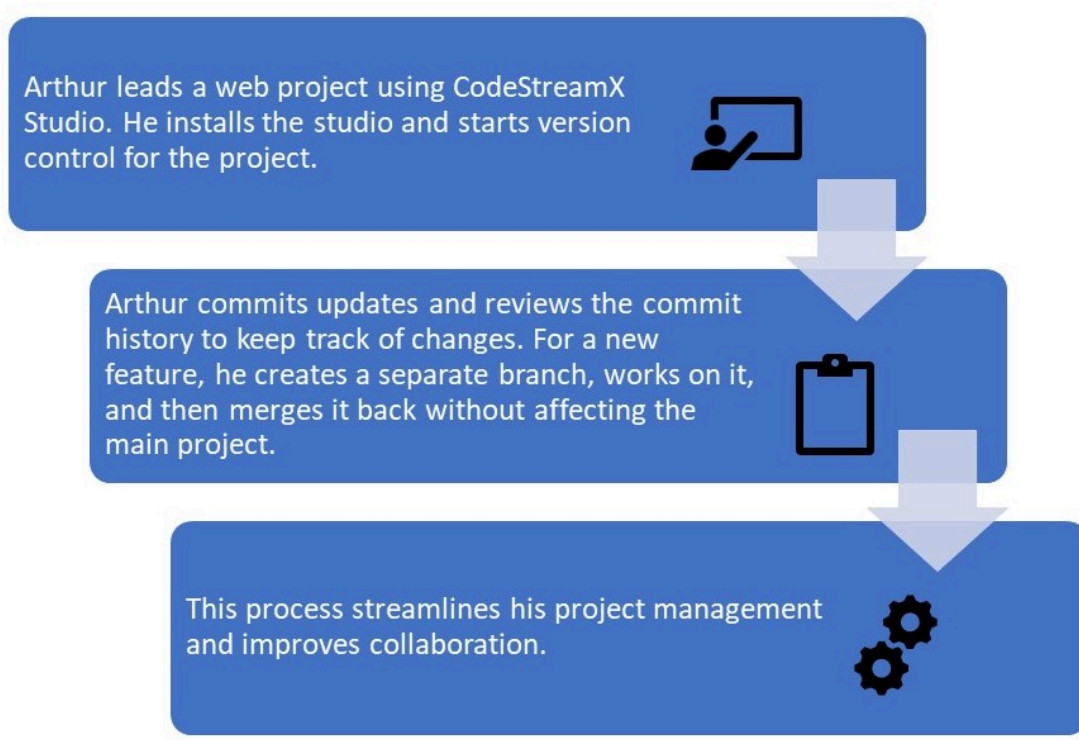 Arthur leads a web project using CodeStreamX
Studio. He installs the studio and starts version
control for the project.
Arthur commits updates and reviews the commit
history to keep track of changes. For a new
feature, he creates a separate branch, works on it,
and then merges it back without affecting the
main project.
This process streamlines his project management
and improves collaboration.